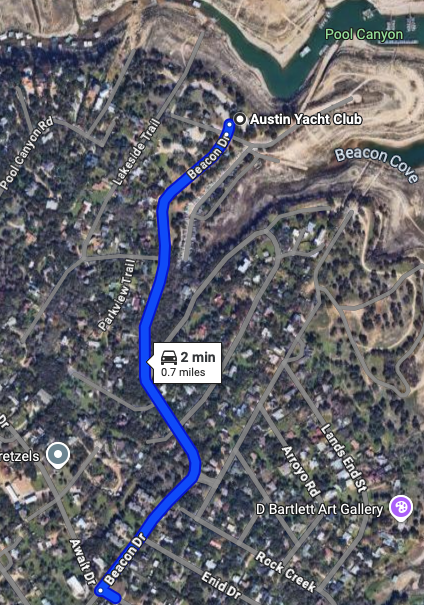 Pool Canyon
Austin Yacht Club
Beacon Dr
Beacon Cove
Pool Canyon Rd
Lakeside Trail
Parkview Trail
2 min
0.7 miles
Dr
retzels
Lands End St
Arroyo Rd
D Bartlett Art Gallery
Await Dr
Beacon Dr
Rock Creek
Enid Dr